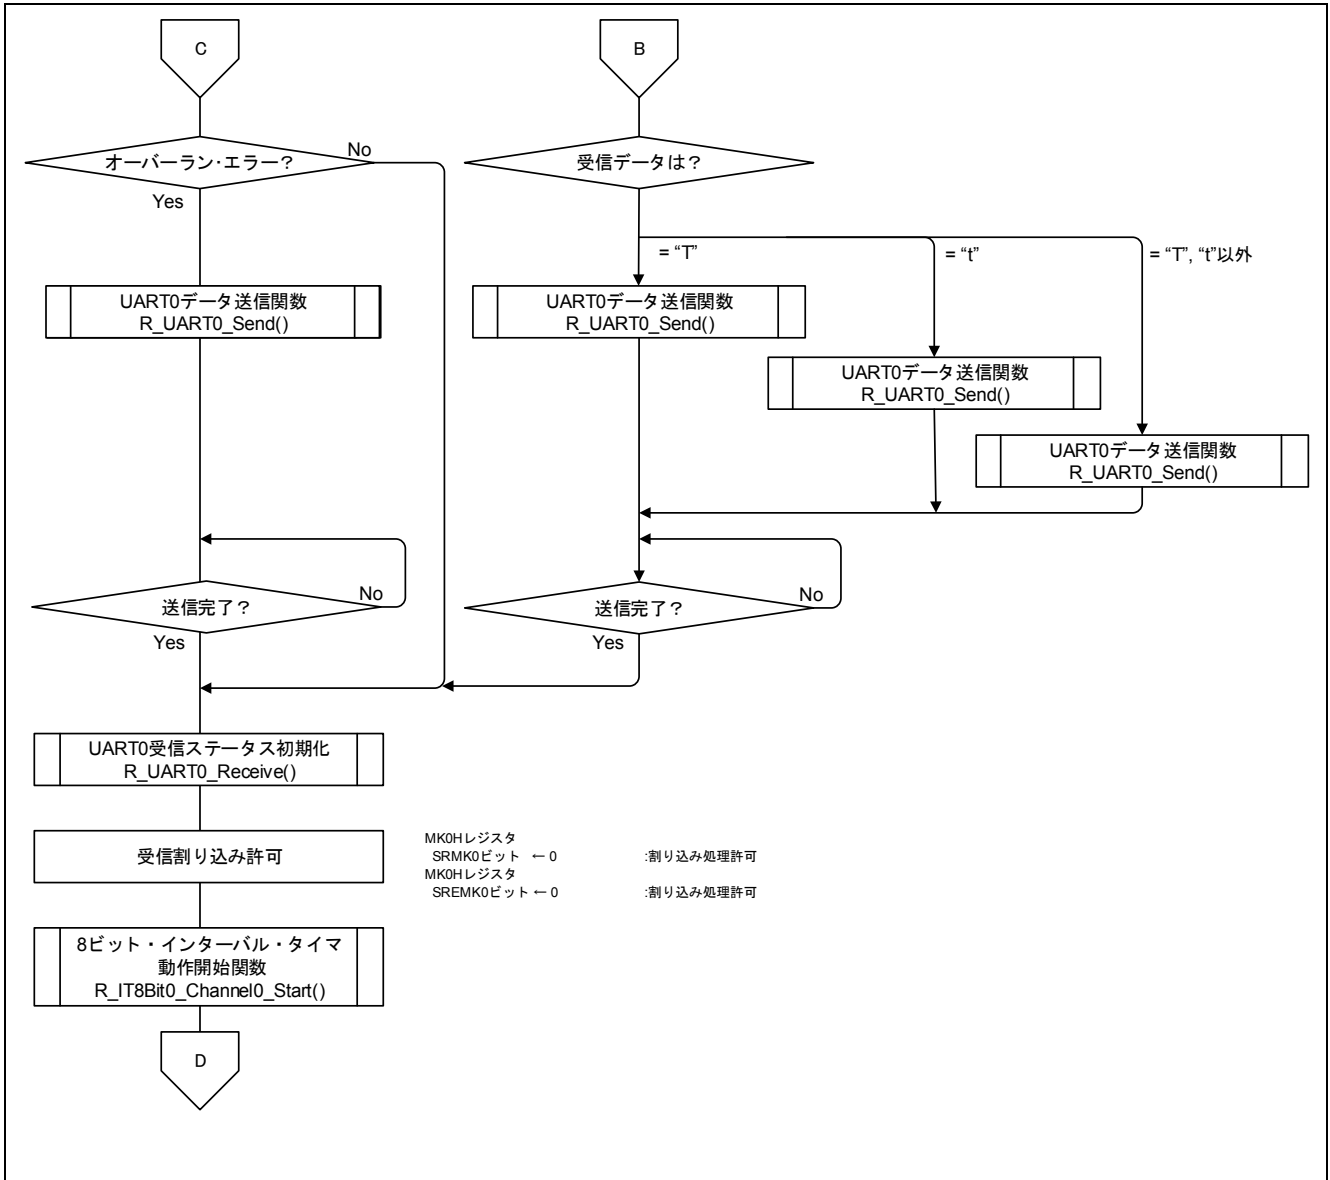 C
B
オーバーラン・エラー？
No
受信データは？
Yes
= “T”
= “t”
= “T”, “t”以外
UART0データ送信関数
R_UART0_Send()
UART0データ送信関数
R_UART0_Send()
UART0データ送信関数
R_UART0_Send()
UART0データ送信関数
R_UART0_Send()
送信完了？
No
Yes
送信完了？
No
Yes
UART0受信ステータス初期化
R_UART0_Receive()
受信割り込み許可
MK0Hレジスタ
SRMK0ビット ← 0 :割り込み処理許可
MK0Hレジスタ
SREMK0ビット ← 0 :割り込み処理許可
8ビット・インターバル・タイマ
動作開始関数
R_IT8Bit0_Channel0_Start()
D